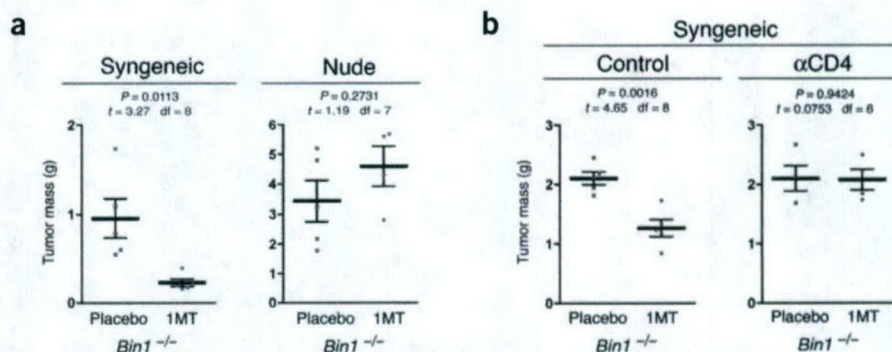 a
Syngeneic
P = 0.0113
t = 3.27 df = 8
Tumor mass (g)
2
1
0
Placebo 1MT
Bin1 −/−
Nude
P = 0.2731
t = 1.19 df = 7
6
5
4
3
2
1
0
Placebo 1MT
Bin1 −/−
b
Syngeneic
Control
P = 0.0016
t = 4.65 df = 8
Tumor mass (g)
3
2
1
0
Placebo 1MT
Bin1 −/−
αCD4
P = 0.9424
t = 0.0753 df = 6
3
2
1
0
Placebo 1MT
Bin1 −/−